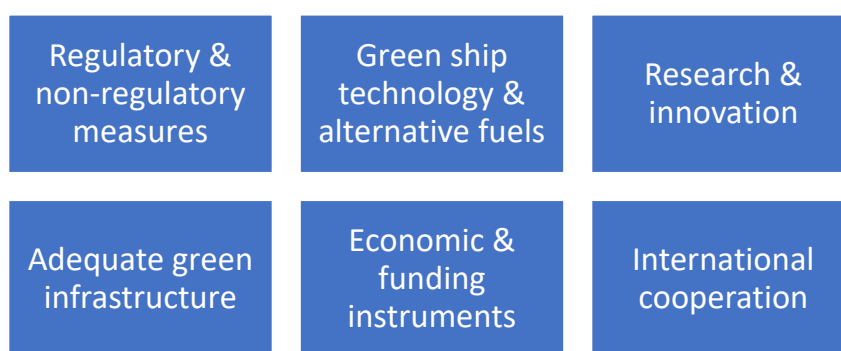 Regulatory &
non-regulatory
measures
Green ship
technology &
alternative fuels
Research &
innovation
Adequate green
infrastructure
Economic &
funding
instruments
International
cooperation